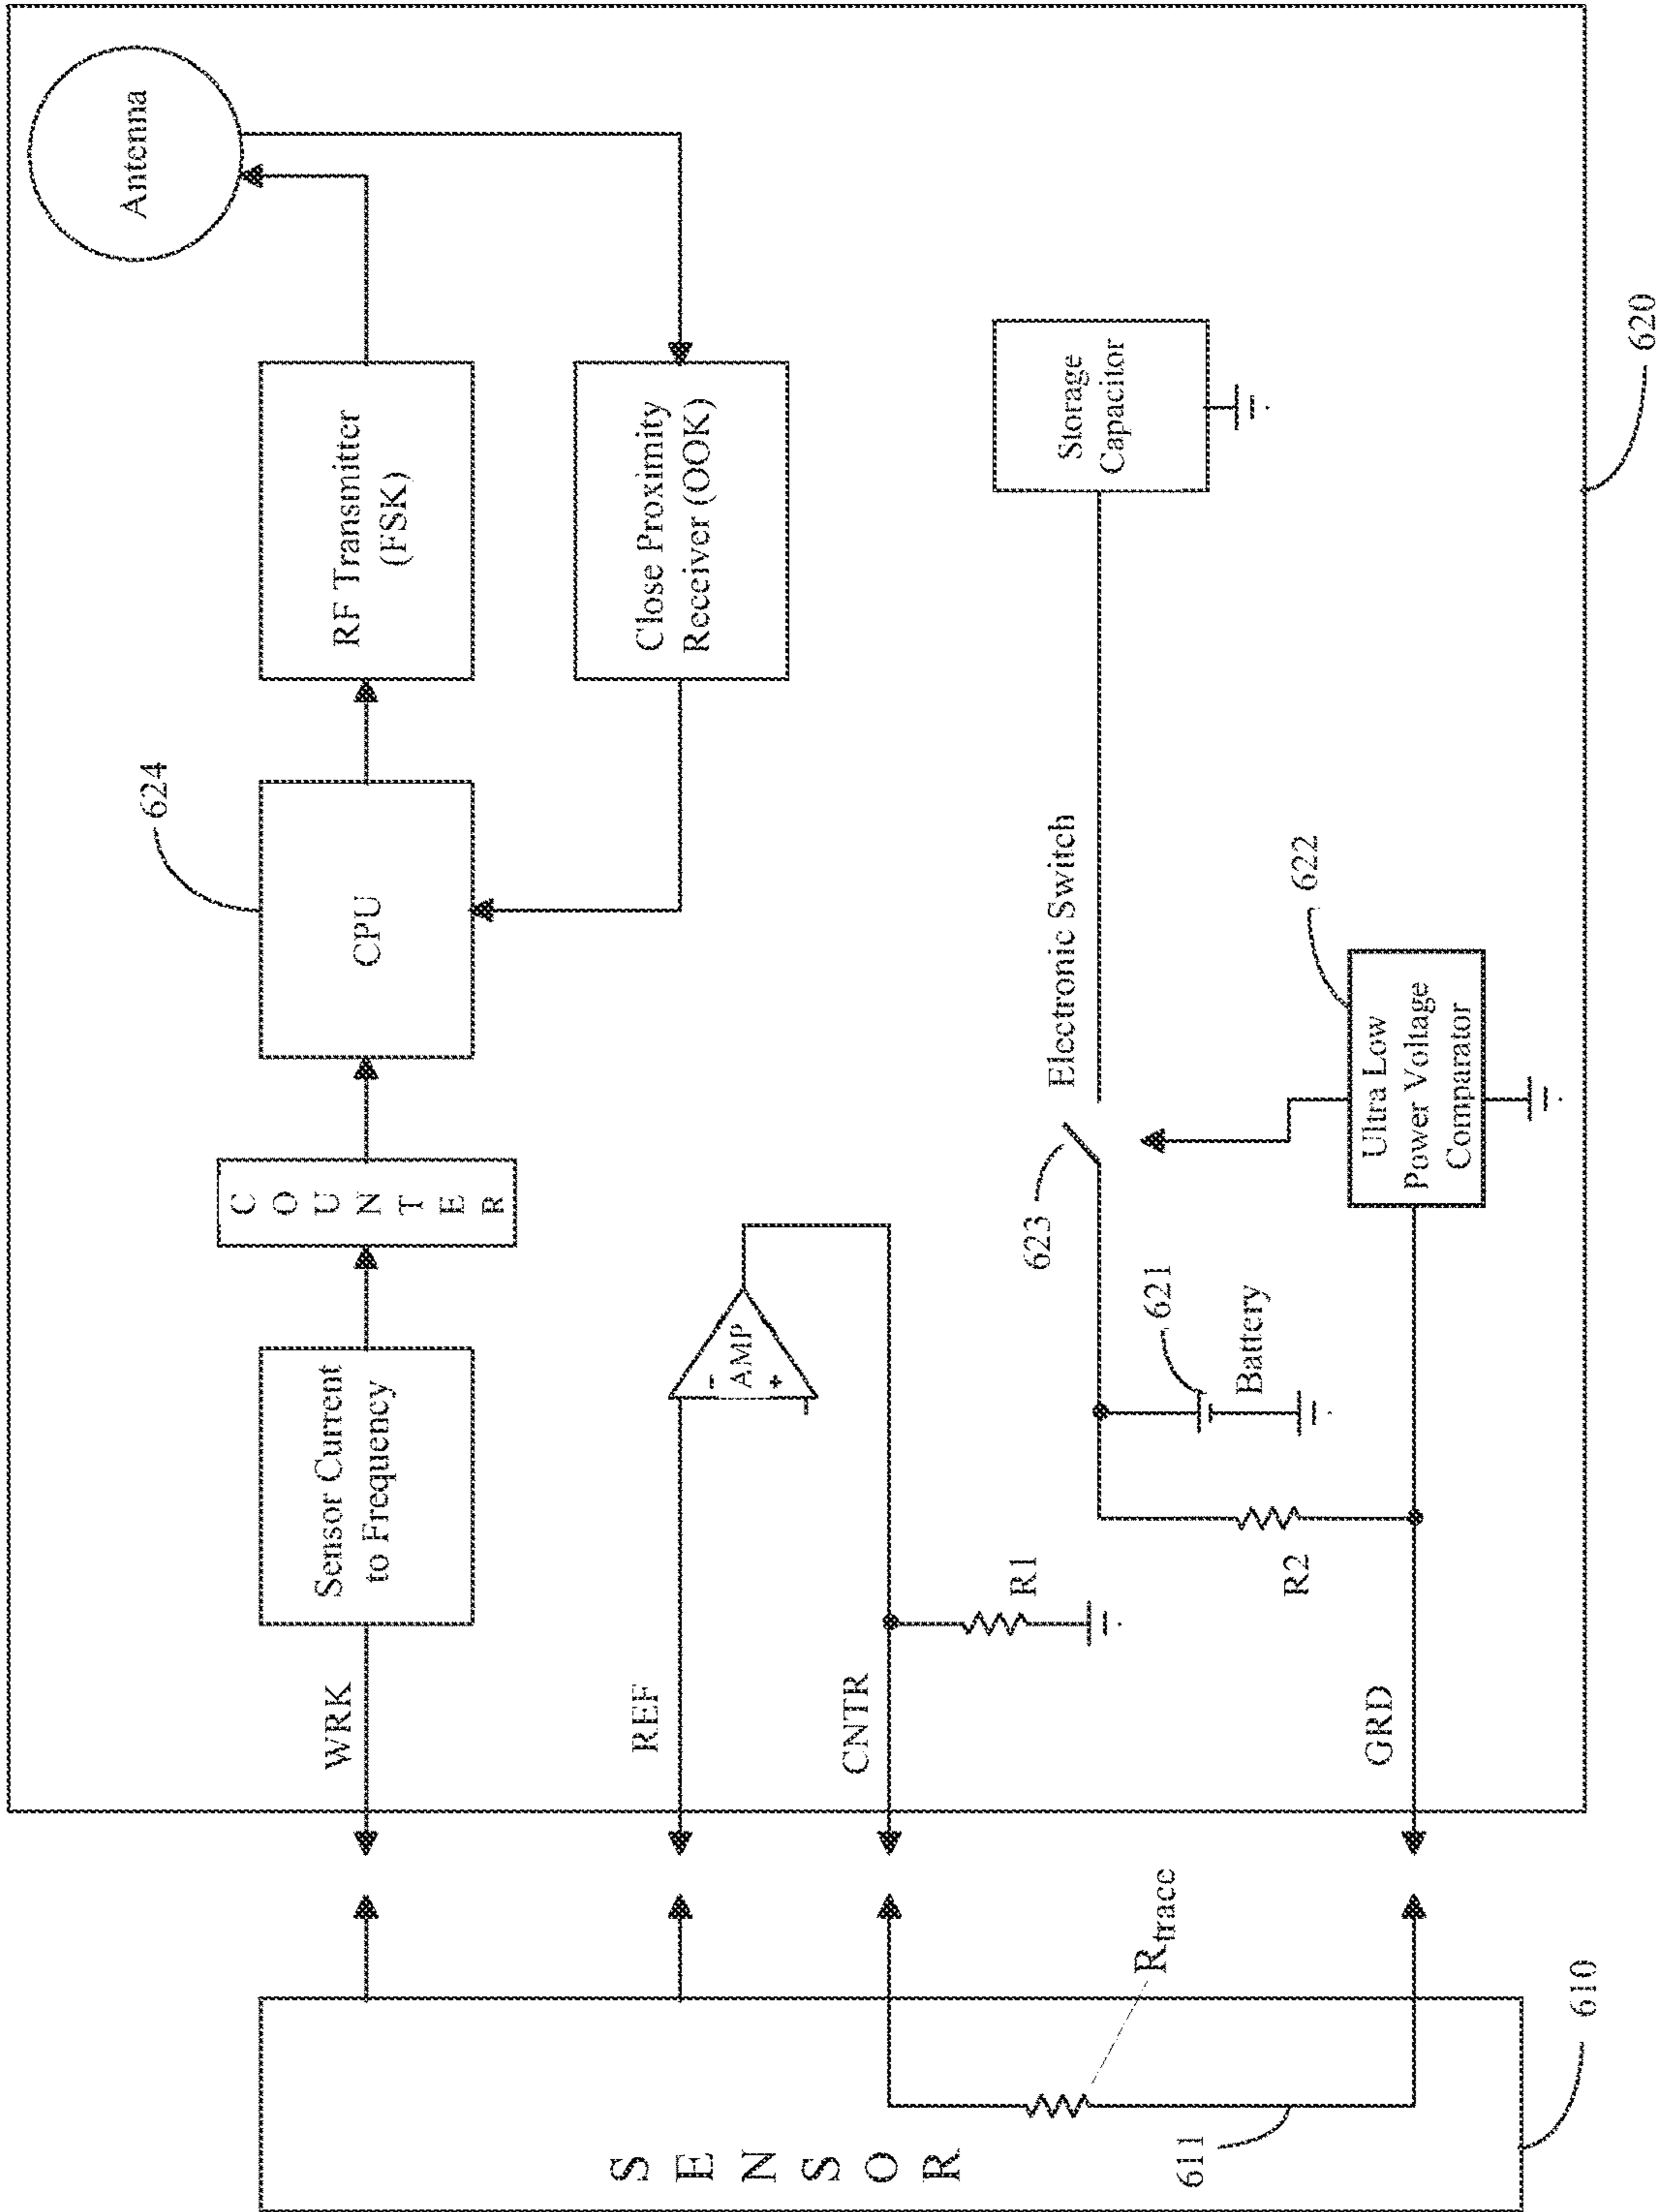 Antenna
RF Transmitter
(FSK)
Close Proximity
Receiver (OOK)
624
CPU
COUNTER
Sensor Current
to Frequency
WRK
REF
- AMP +
-
CNTR
R1
Storage
Capacitor
Electronic Switch
623
621
Battery
R2
622
Ultra Low
Power Voltage
Comparator
GRD
620
SENSOR
Rtrace
611
610